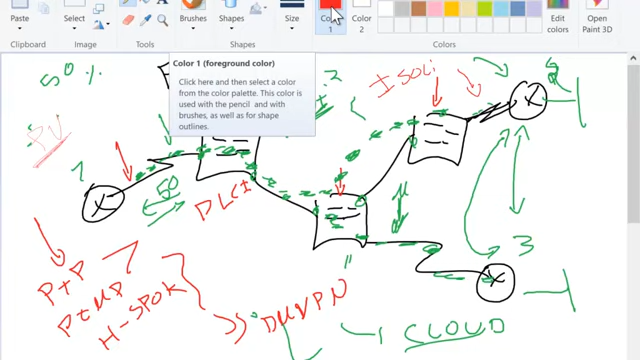 Paste
Select
Brushes
Shapes
Size
Color
1
Color
2
Edit
colors
Open
Paint 3D
Clipboard
Image
Tools
Shapes
Colors
Color 1 (foreground color)
Click here and then select a color
from the color palette. This color is
used with the pencil and with
brushes, as well as for shape
outlines.
50 %
50
DLCI
P+P
P+MP
H-SPOK
DMVPN
CLOUD
3